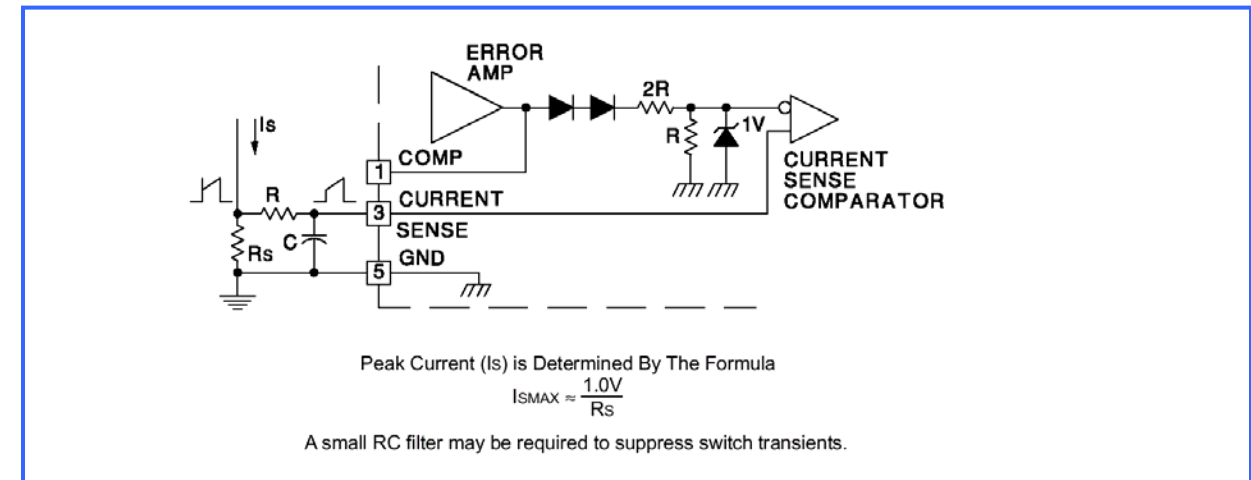 ERROR
AMP
2R
R
1V
Is
1
COMP
CURRENT
SENSE
COMPARATOR
R
3
CURRENT
SENSE
C
Rs
5
GND
Peak Current (Is) is Determined By The Formula
ISMAX ≈ 1.0V
Rs
A small RC filter may be required to suppress switch transients.